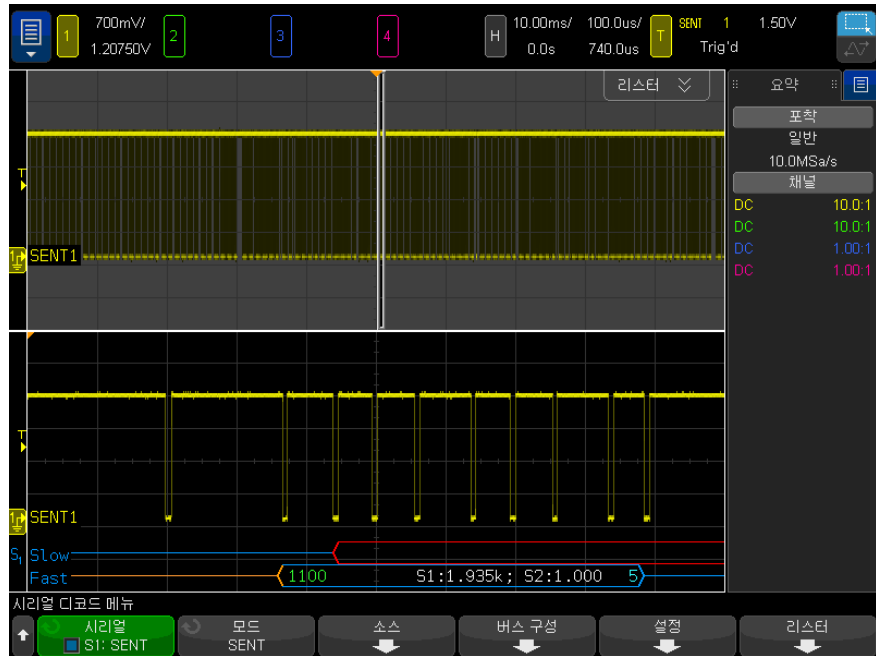 1 700mV/ 1.20750V 2 3 4 H 10.00ms/ 0.0s 100.0us/ 740.0us T SENT 1 1.50V Trig'd
리스터
요약
포착
일반
10.0MSa/s
채널
DC 10.0:1
DC 10.0:1
DC 1.00:1
DC 1.00:1
T
1 SENT1
T
1 SENT1
S1 Slow
Fast 1100 S1:1.935k; S2:1.000 5
시리얼 디코드 메뉴
시리얼
S1: SENT
모드
SENT
소스
버스 구성
설정
리스터